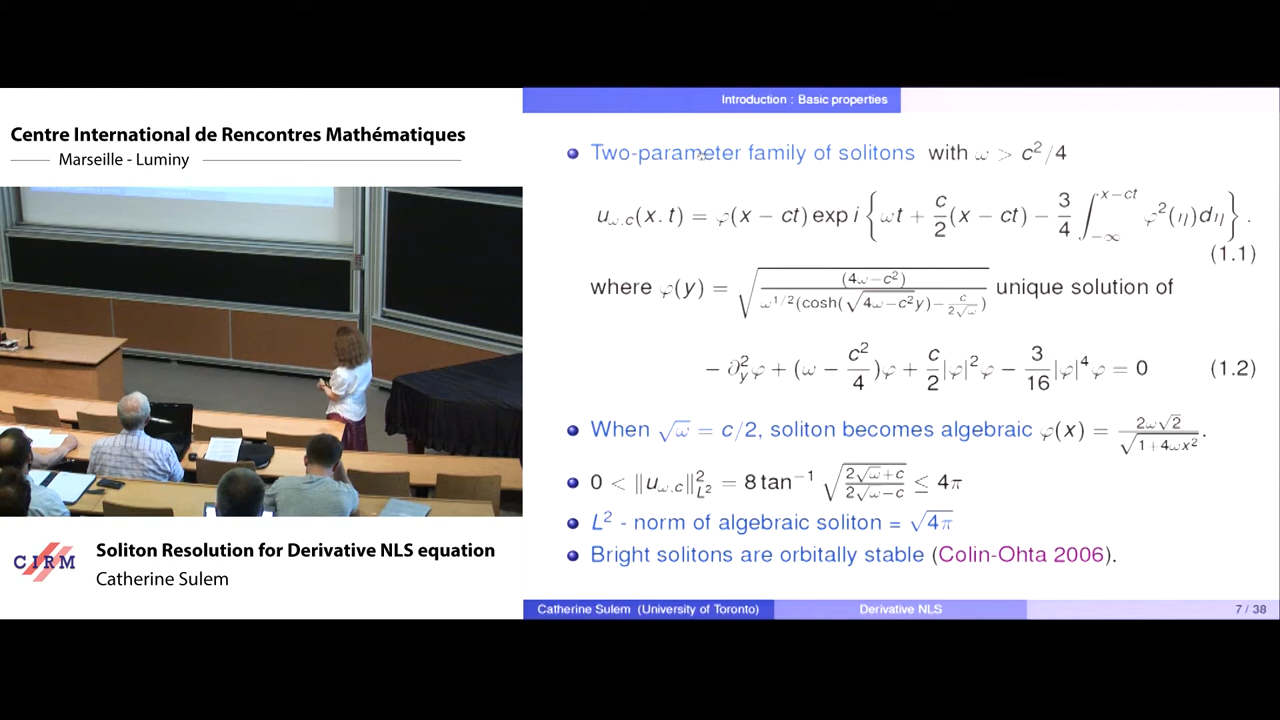 Introduction : Basic properties
Centre International de Rencontres Mathématiques
Marseille - Luminy
• Two-parameter family of solitons with ω > c²/4
u_{ω,c}(x.t) = φ(x − ct) exp i { ωt + c/2 (x − ct) − 3/4 ∫_{−∞}^{x−ct} φ²(η)dη } .
(1.1)
where φ(y) = √( (4ω−c²) / ( ω^{1/2}(cosh(√(4ω−c²) y) − c/(2√ω)) ) ) unique solution of
− ∂_y²φ + (ω − c²/4)φ + c/2 |φ|²φ − 3/16 |φ|⁴φ = 0 (1.2)
• When √ω = c/2, soliton becomes algebraic φ(x) = 2ω√2 / √(1+4ωx²) .
• 0 < ‖u_{ω.c}‖²_{L²} = 8 tan⁻¹ √( (2√ω+c) / (2√ω−c) ) ≤ 4π
• L² - norm of algebraic soliton = √4π
• Bright solitons are orbitally stable (Colin-Ohta 2006).
CIRM
Soliton Resolution for Derivative NLS equation
Catherine Sulem
Catherine Sulem (University of Toronto) Derivative NLS 7 / 38